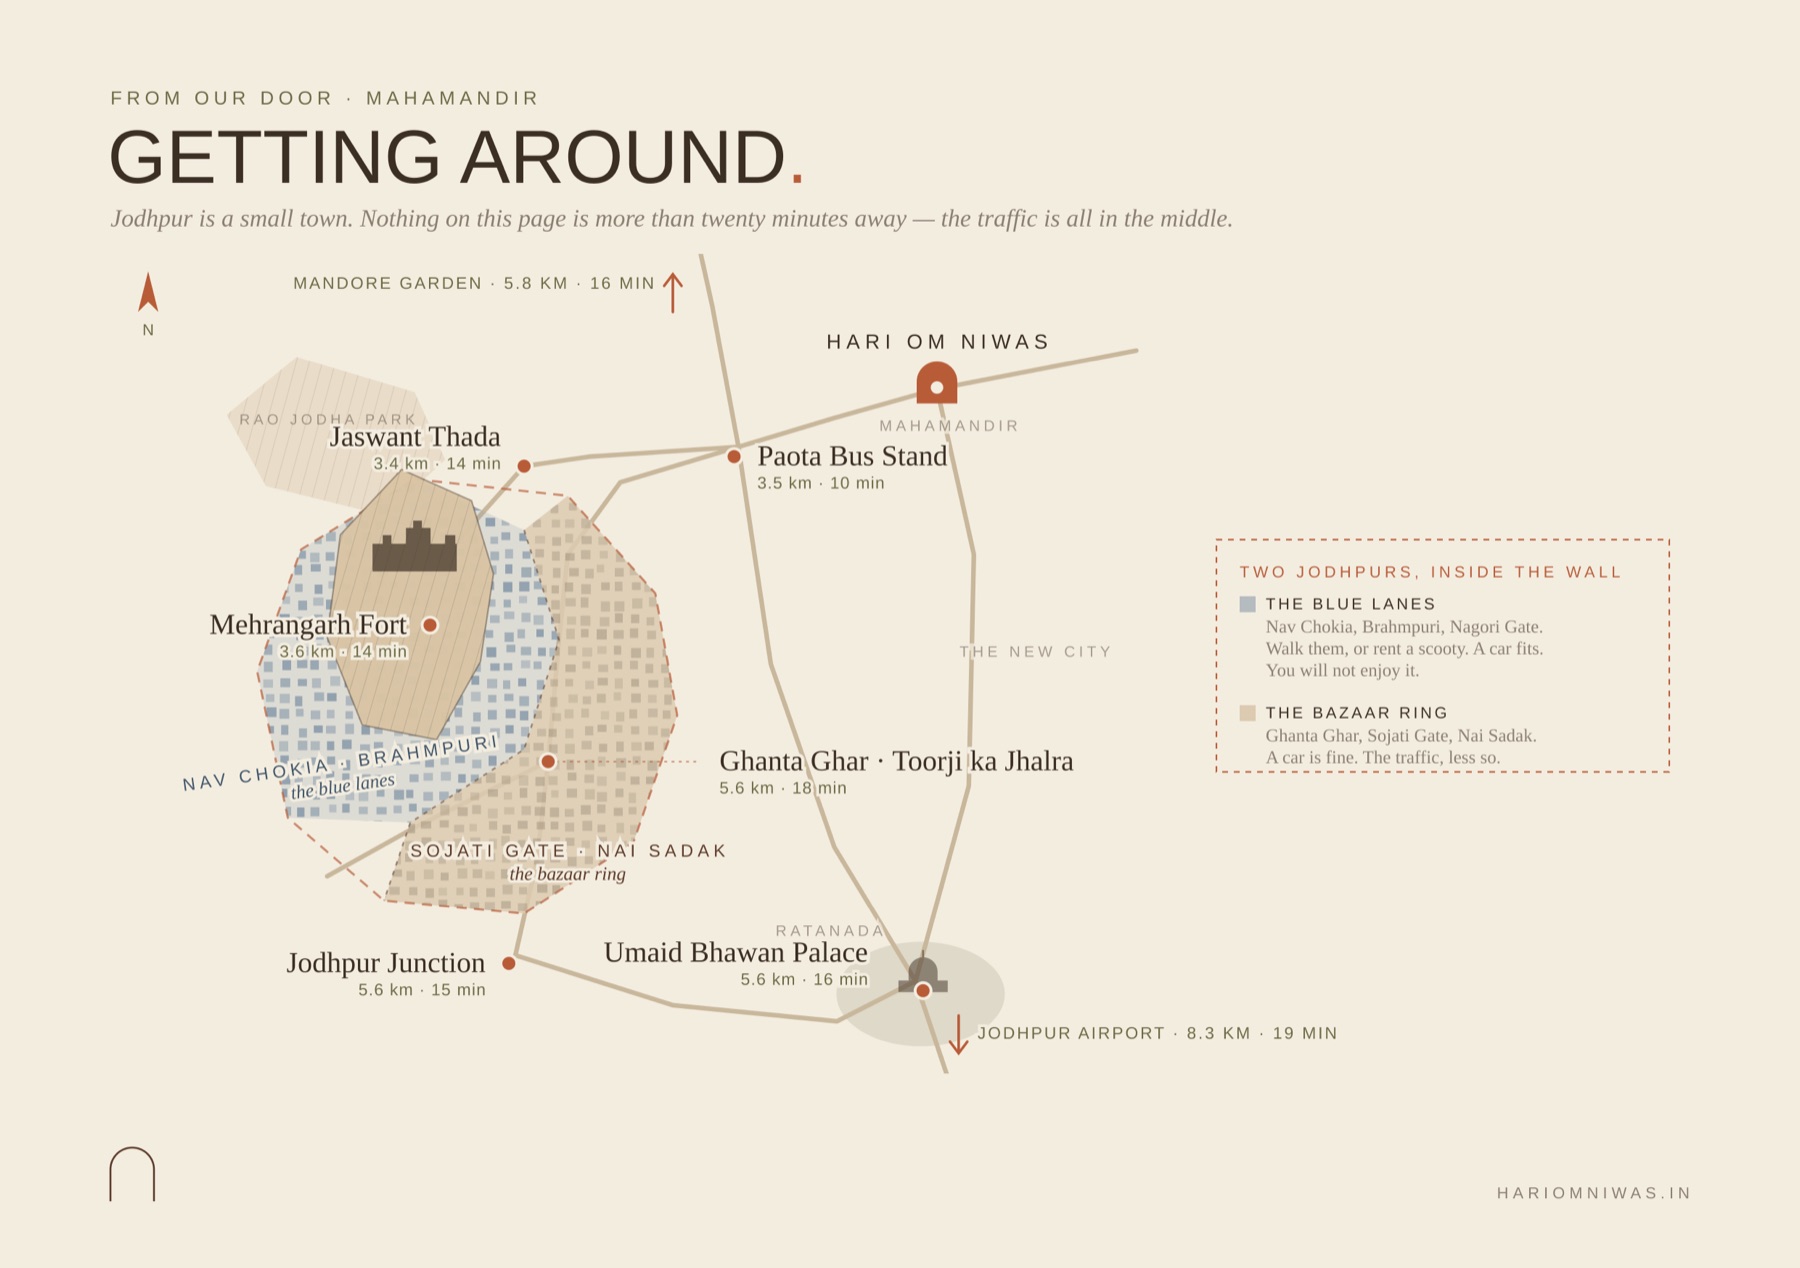 FROM OUR DOOR · MAHAMANDIR
GETTING AROUND.
Jodhpur is a small town. Nothing on this page is more than twenty minutes away — the traffic is all in the middle.
MANDORE GARDEN · 5.8 KM · 16 MIN
N
HARI OM NIWAS
RAO JODHA PARK
MAHAMANDIR
Jaswant Thada
3.4 km · 14 min
Paota Bus Stand
3.5 km · 10 min
Mehrangarh Fort
3.6 km · 14 min
THE NEW CITY
TWO JODHPURS, INSIDE THE WALL
THE BLUE LANES
Nav Chokia, Brahmpuri, Nagori Gate.
Walk them, or rent a scooty. A car fits.
You will not enjoy it.
THE BAZAAR RING
Ghanta Ghar, Sojati Gate, Nai Sadak.
A car is fine. The traffic, less so.
NAV CHOKIA · BRAHMPURI
the blue lanes
Ghanta Ghar · Toorji ka Jhalra
5.6 km · 18 min
SOJATI GATE · NAI SADAK
the bazaar ring
RATANADA
Umaid Bhawan Palace
5.6 km · 16 min
Jodhpur Junction
5.6 km · 15 min
JODHPUR AIRPORT · 8.3 KM · 19 MIN
HARIOMNIWAS.IN